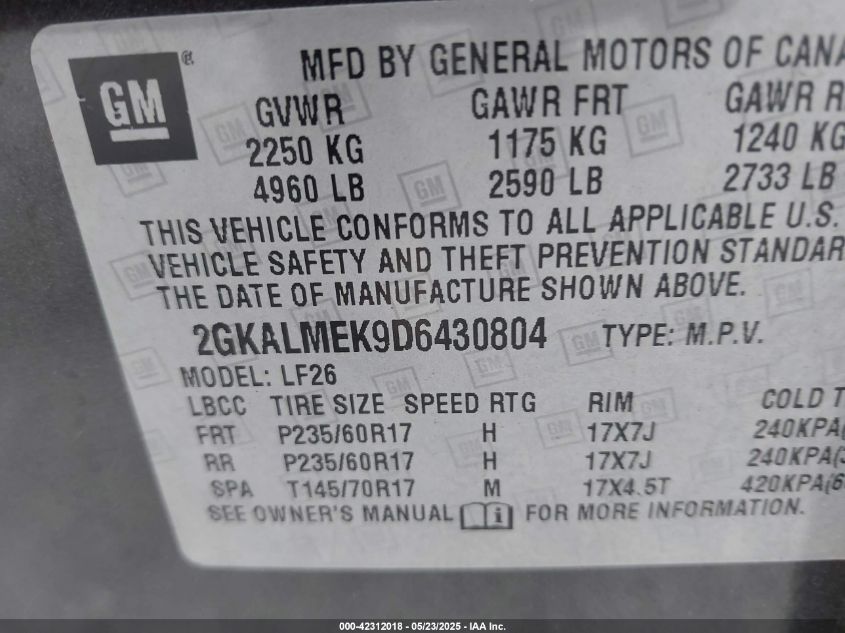 GM ®
MFD BY GENERAL MOTORS OF CANA
GVWR GAWR FRT GAWR R
2250 KG 1175 KG 1240 KG
4960 LB 2590 LB 2733 LB
THIS VEHICLE CONFORMS TO ALL APPLICABLE U.S.
VEHICLE SAFETY AND THEFT PREVENTION STANDAR
THE DATE OF MANUFACTURE SHOWN ABOVE.
2GKALMEK9D6430804 TYPE: M.P.V.
MODEL: LF26
LBCC TIRE SIZE SPEED RTG RIM COLD T
FRT P235/60R17 H 17X7J 240KPA(
RR P235/60R17 H 17X7J 240KPA(3
SPA T145/70R17 M 17X4.5T 420KPA(6
SEE OWNER'S MANUAL FOR MORE INFORMATION.
000-42312018 - 05/23/2025 - IAA Inc.